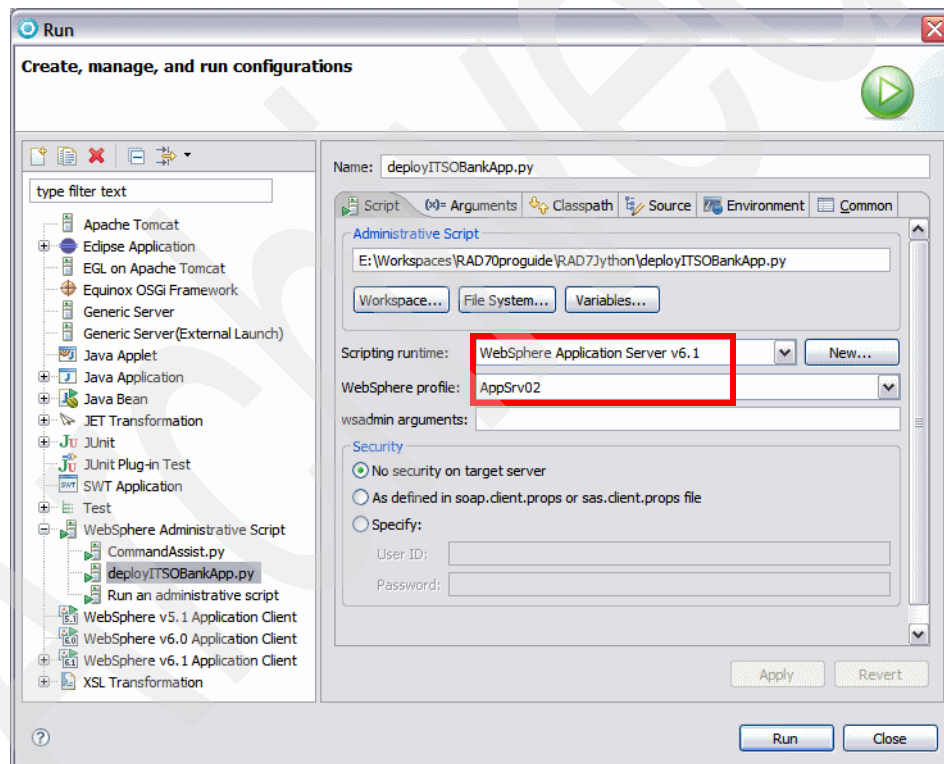 Run
Create, manage, and run configurations
type filter text
Apache Tomcat
Eclipse Application
EGL on Apache Tomcat
Equinox OSGi Framework
Generic Server
Generic Server(External Launch)
Java Applet
Java Application
Java Bean
JET Transformation
JUnit
JUnit Plug-in Test
SWT Application
Test
WebSphere Administrative Script
CommandAssist.py
deployITSOBankApp.py
Run an administrative script
WebSphere v5.1 Application Client
WebSphere v6.0 Application Client
WebSphere v6.1 Application Client
XSL Transformation
Name: deployITSOBankApp.py
Script (x)= Arguments Classpath Source Environment Common
Administrative Script
E:\Workspaces\RAD70proguide\RAD7Jython\deployITSOBankApp.py
Workspace... File System... Variables...
Scripting runtime: WebSphere Application Server v6.1 New...
WebSphere profile: AppSrv02
wsadmin arguments:
Security
No security on target server
As defined in soap.client.props or sas.client.props file
Specify:
User ID:
Password:
Apply Revert
Run Close